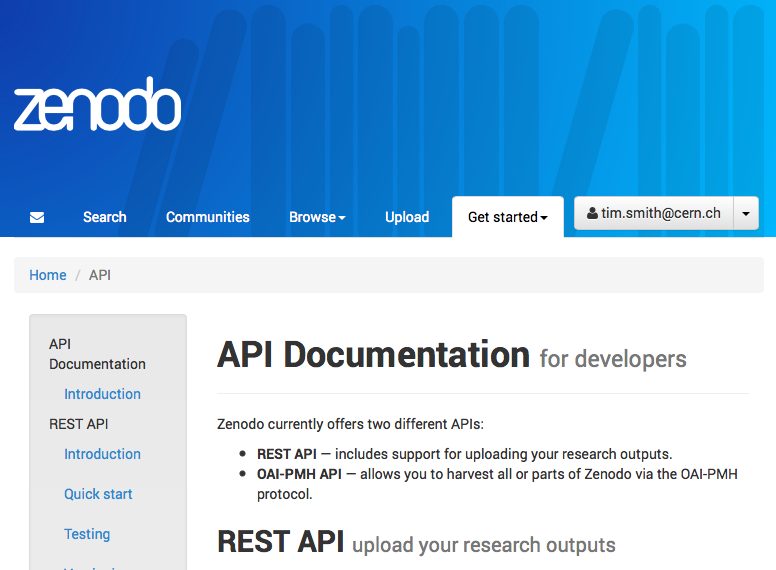 zenodo
Search Communities Browse Upload Get started tim.smith@cern.ch
Home / API
API
Documentation
Introduction
REST API
Introduction
Quick start
Testing
API Documentation for developers
Zenodo currently offers two different APIs:
• REST API — includes support for uploading your research outputs.
• OAI-PMH API — allows you to harvest all or parts of Zenodo via the OAI-PMH
protocol.
REST API upload your research outputs